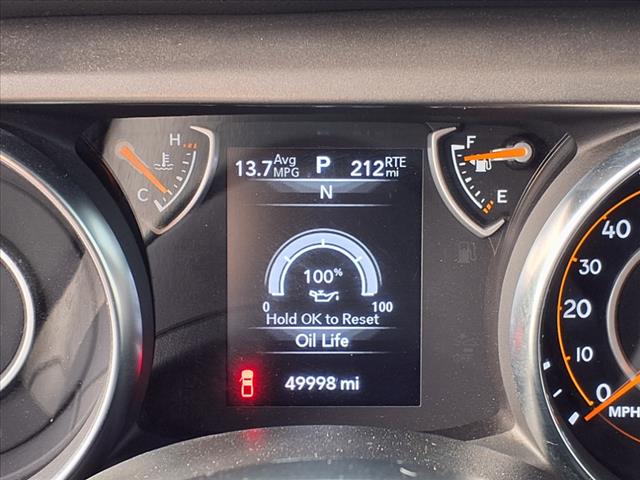 H
C
13.7 Avg MPG P 212 RTE mi
N
100%
0 100
Hold OK to Reset
Oil Life
49998 mi
F
E
40
30
20
10
0
MPH